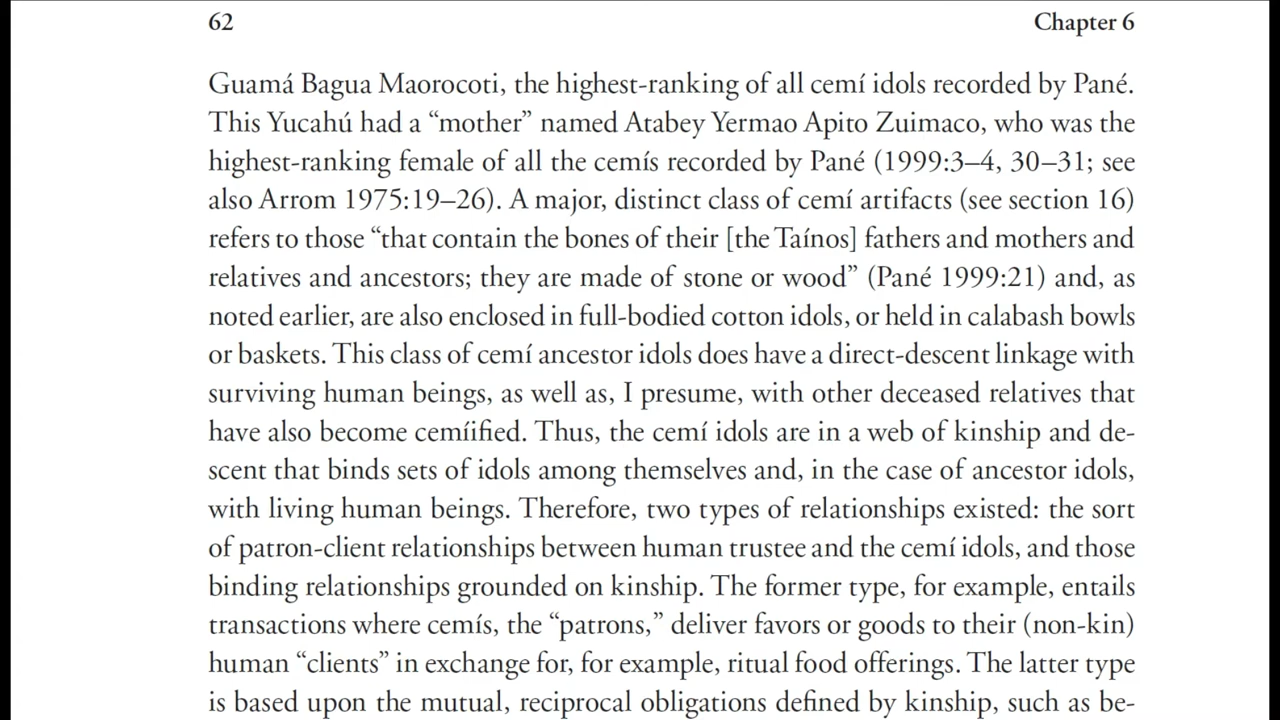 62 Chapter 6
Guamá Bagua Maorocoti, the highest-ranking of all cemí idols recorded by Pané.
This Yucahú had a “mother” named Atabey Yermao Apito Zuimaco, who was the
highest-ranking female of all the cemís recorded by Pané (1999:3–4, 30–31; see
also Arrom 1975:19–26). A major, distinct class of cemí artifacts (see section 16)
refers to those “that contain the bones of their [the Taínos] fathers and mothers and
relatives and ancestors; they are made of stone or wood” (Pané 1999:21) and, as
noted earlier, are also enclosed in full-bodied cotton idols, or held in calabash bowls
or baskets. This class of cemí ancestor idols does have a direct-descent linkage with
surviving human beings, as well as, I presume, with other deceased relatives that
have also become cemíified. Thus, the cemí idols are in a web of kinship and de-
scent that binds sets of idols among themselves and, in the case of ancestor idols,
with living human beings. Therefore, two types of relationships existed: the sort
of patron-client relationships between human trustee and the cemí idols, and those
binding relationships grounded on kinship. The former type, for example, entails
transactions where cemís, the “patrons,” deliver favors or goods to their (non-kin)
human “clients” in exchange for, for example, ritual food offerings. The latter type
is based upon the mutual, reciprocal obligations defined by kinship, such as be-